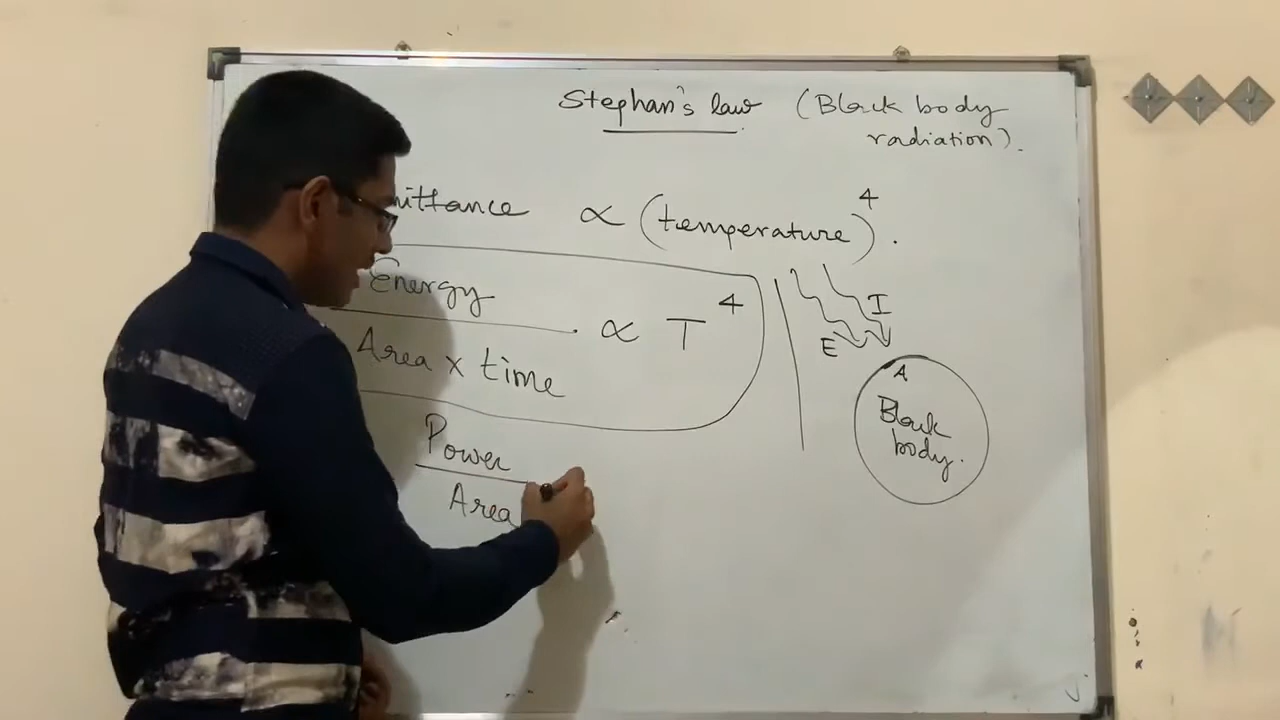 Stephan's law (Black body
radiation).
mittance ∝ (temperature)⁴.
Energy
Area x time
∝ T⁴
I
E
A
Black
body.
Power
Area